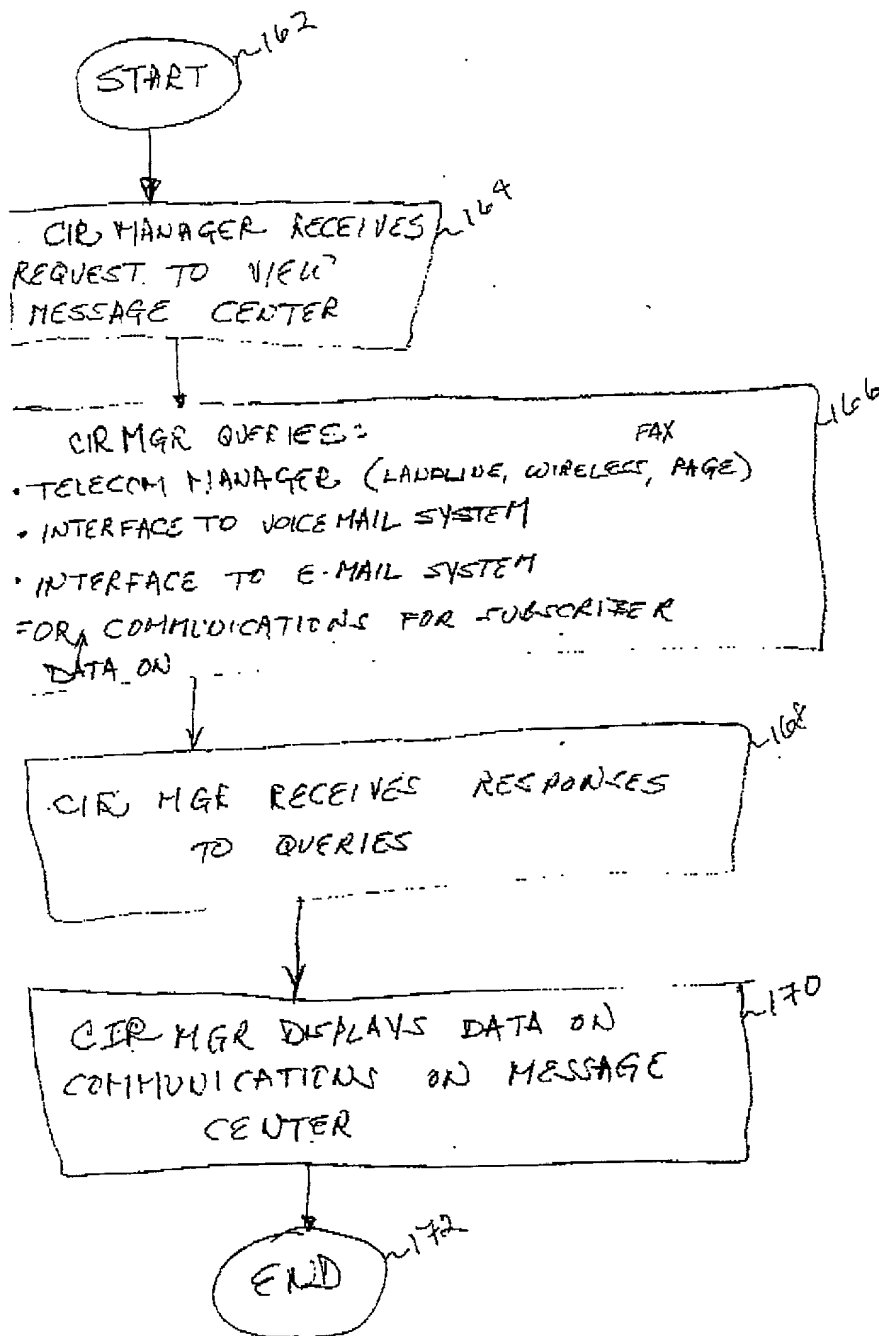 START
162
CIR MANAGER RECEIVES
REQUEST TO VIEW
MESSAGE CENTER
164
CIR MGR QUERIES:
FAX
• TELECOM MANAGER (LANDLINE, WIRELESS, PAGE)
• INTERFACE TO VOICEMAIL SYSTEM
• INTERFACE TO E-MAIL SYSTEM
FOR COMMUNICATIONS FOR SUBSCRIBER
DATA ON
166
CIR MGR RECEIVES RESPONSES
TO QUERIES
168
CIR MGR DISPLAYS DATA ON
COMMUNICATIONS ON MESSAGE
CENTER
170
END
172